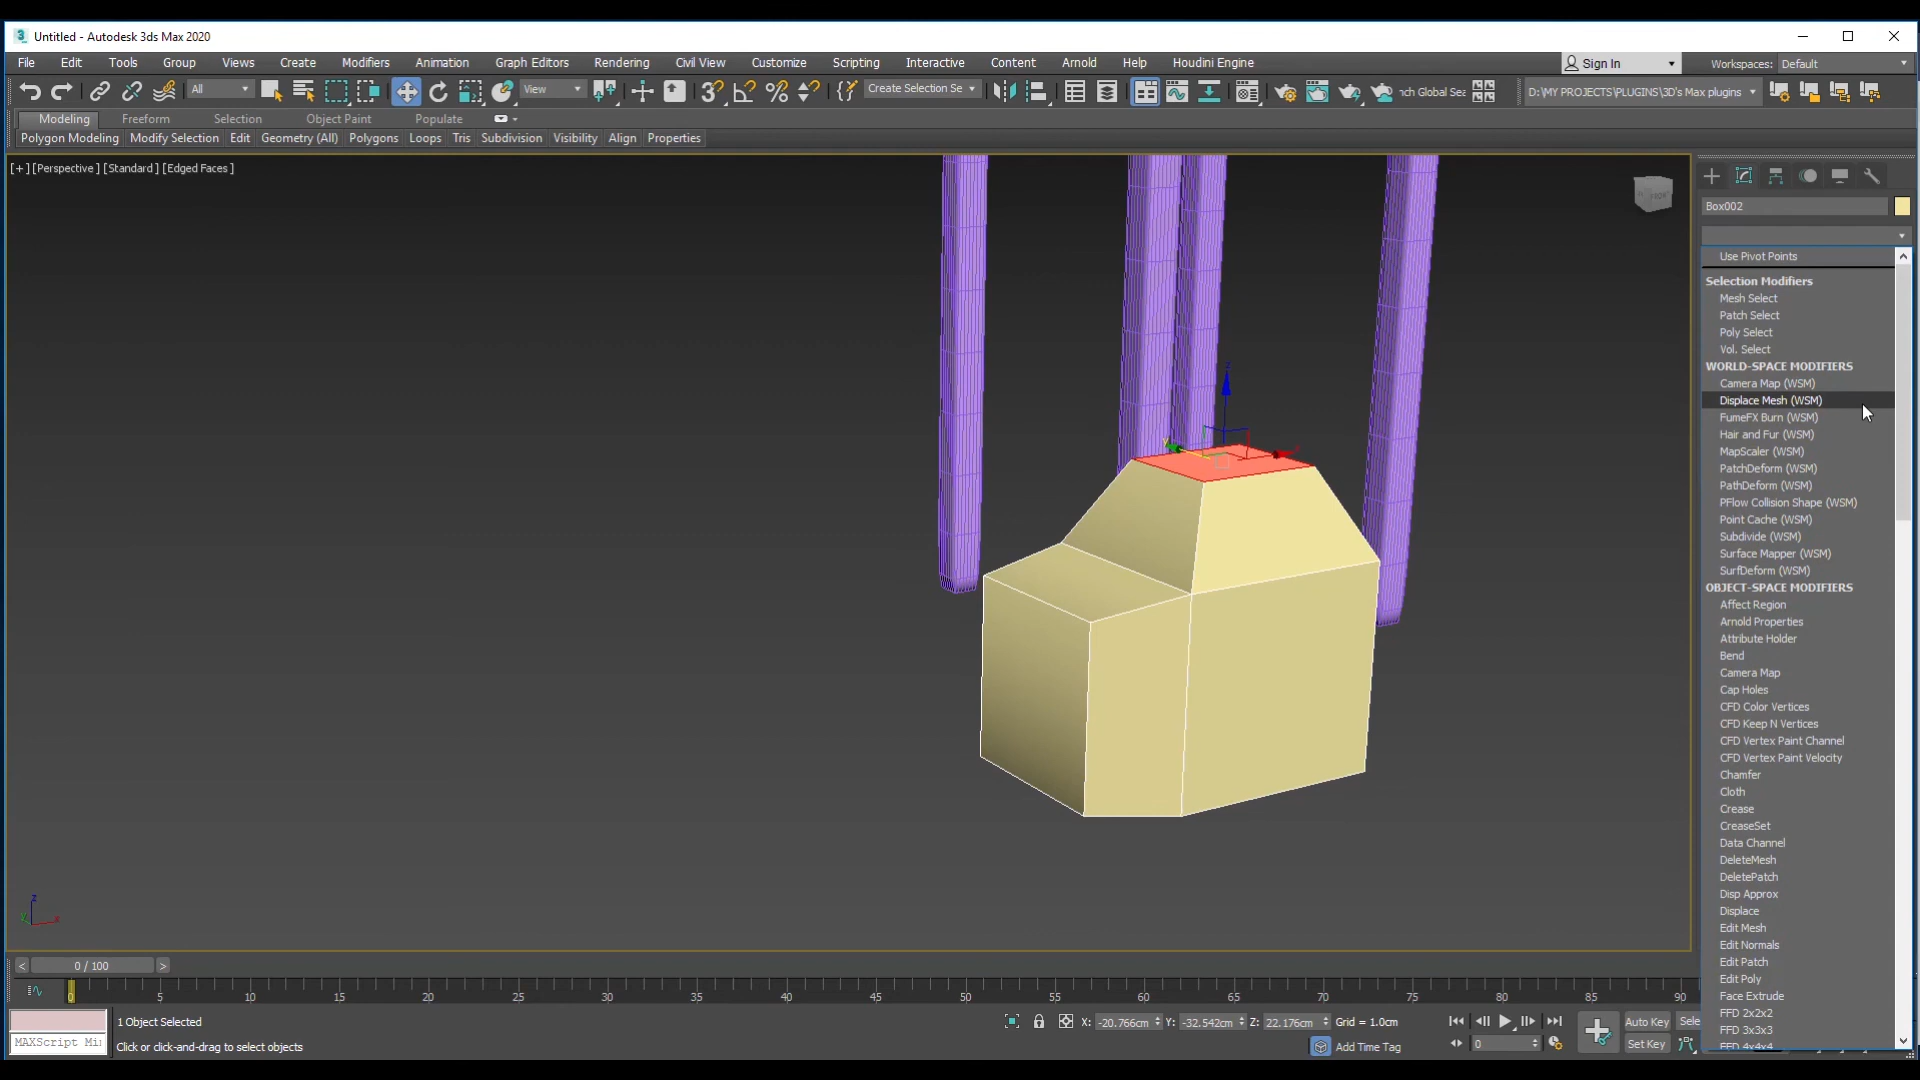 3 Untitled - Autodesk 3ds Max 2020
File Edit Tools Group Views Create Modifiers Animation Graph Editors Rendering Civil View Customize Scripting Interactive Content Arnold Help Houdini Engine Sign In Workspaces: Default
All View Create Selection Se D:\MY PROJECTS\PLUGINS\3D's Max plugins
Modeling Freeform Selection Object Paint Populate
Polygon Modeling Modify Selection Edit Geometry (All) Polygons Loops Tris Subdivision Visibility Align Properties
[+] [Perspective ] [Standard ] [Edged Faces ]
Box002
Use Pivot Points
Selection Modifiers
Mesh Select
Patch Select
Poly Select
Vol. Select
WORLD-SPACE MODIFIERS
Camera Map (WSM)
Displace Mesh (WSM)
FumeFX Burn (WSM)
Hair and Fur (WSM)
MapScaler (WSM)
PatchDeform (WSM)
PathDeform (WSM)
PFlow Collision Shape (WSM)
Point Cache (WSM)
Subdivide (WSM)
Surface Mapper (WSM)
SurfDeform (WSM)
OBJECT-SPACE MODIFIERS
Affect Region
Arnold Properties
Attribute Holder
Bend
Camera Map
Cap Holes
CFD Color Vertices
CFD Keep N Vertices
CFD Vertex Paint Channel
CFD Vertex Paint Velocity
Chamfer
Cloth
Crease
CreaseSet
Data Channel
DeleteMesh
DeletePatch
Disp Approx
Displace
Edit Mesh
Edit Normals
Edit Patch
Edit Poly
Face Extrude
FFD 2x2x2
FFD 3x3x3
FFD 4x4x4
z
y
x
z
y
x
< 0 / 100 >
0 5 10 15 20 25 30 35 40 45 50 55 60 65 70 75 80 85 90
1 Object Selected X: -20.766cm Y: -32.542cm Z: 22.176cm Grid = 1.0cm Auto Key Sele
MAXScript Mi Click or click-and-drag to select objects Add Time Tag 0 Set Key